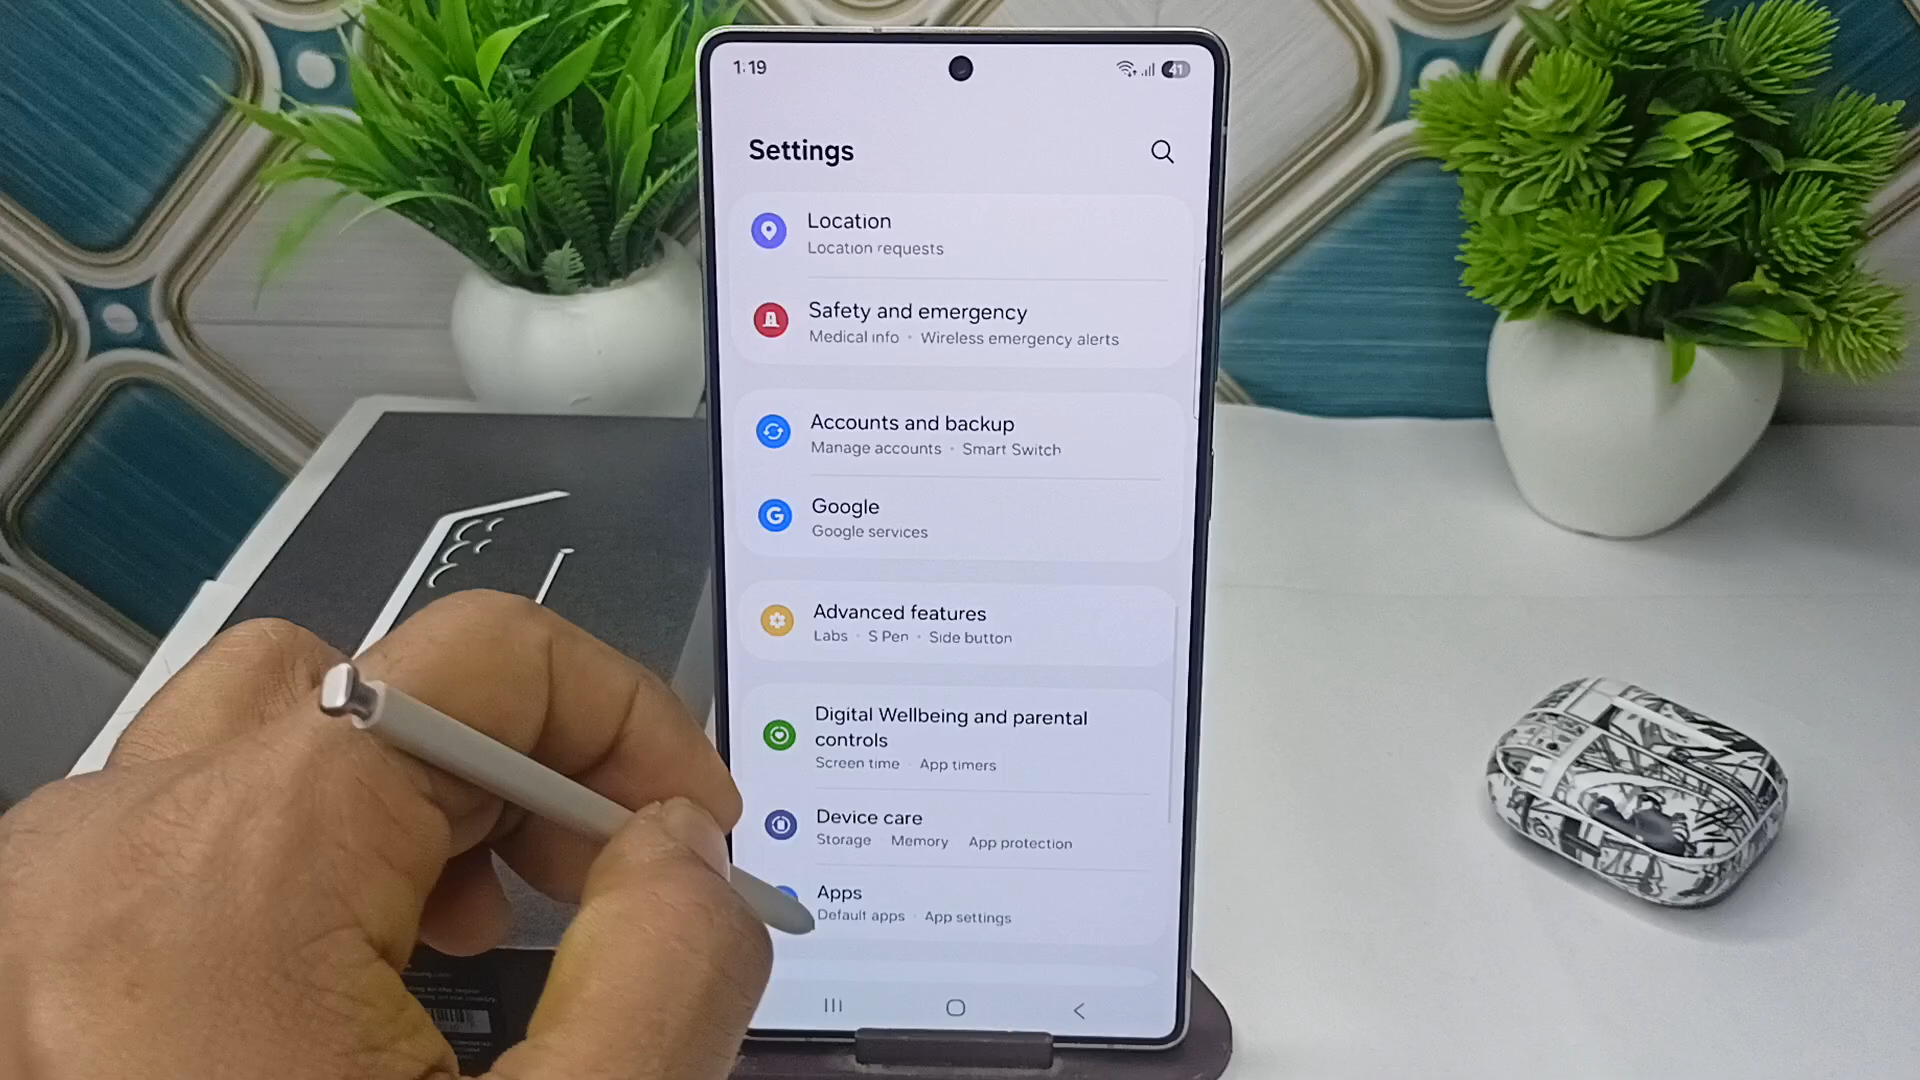 1:19
41
Settings
Location
Location requests
Safety and emergency
Medical info • Wireless emergency alerts
Accounts and backup
Manage accounts • Smart Switch
Google
Google services
Advanced features
Labs • S Pen • Side button
Digital Wellbeing and parental
controls
Screen time • App timers
Device care
Storage Memory App protection
Apps
Default apps • App settings